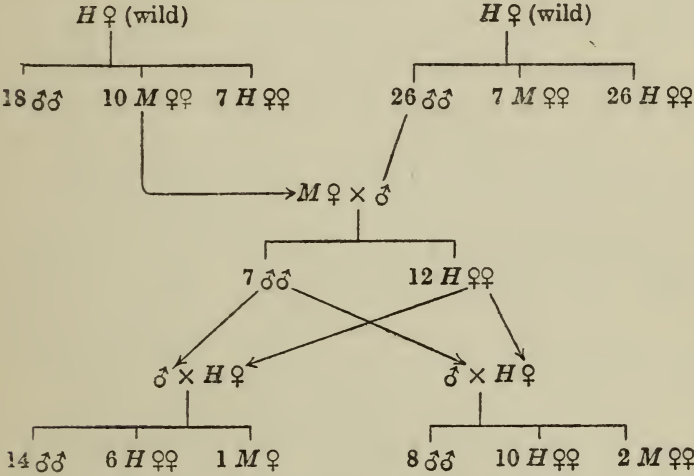 H ♀ (wild) H ♀ (wild)
18 ♂♂ 10 M ♀♀ 7 H ♀♀ 26 ♂♂ 7 M ♀♀ 26 H ♀♀
M ♀ × ♂
7 ♂♂ 12 H ♀♀
♂ × H ♀ ♂ × H ♀
14 ♂♂ 6 H ♀♀ 1 M ♀ 8 ♂♂ 10 H ♀♀ 2 M ♀♀